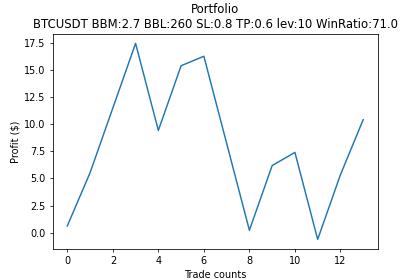 Portfolio
BTCUSDT BBM:2.7 BBL:260 SL:0.8 TP:0.6 lev:10 WinRatio:71.0
17.5
15.0
12.5
10.0
7.5
5.0
2.5
0.0
Profit ($)
0 2 4 6 8 10 12
Trade counts